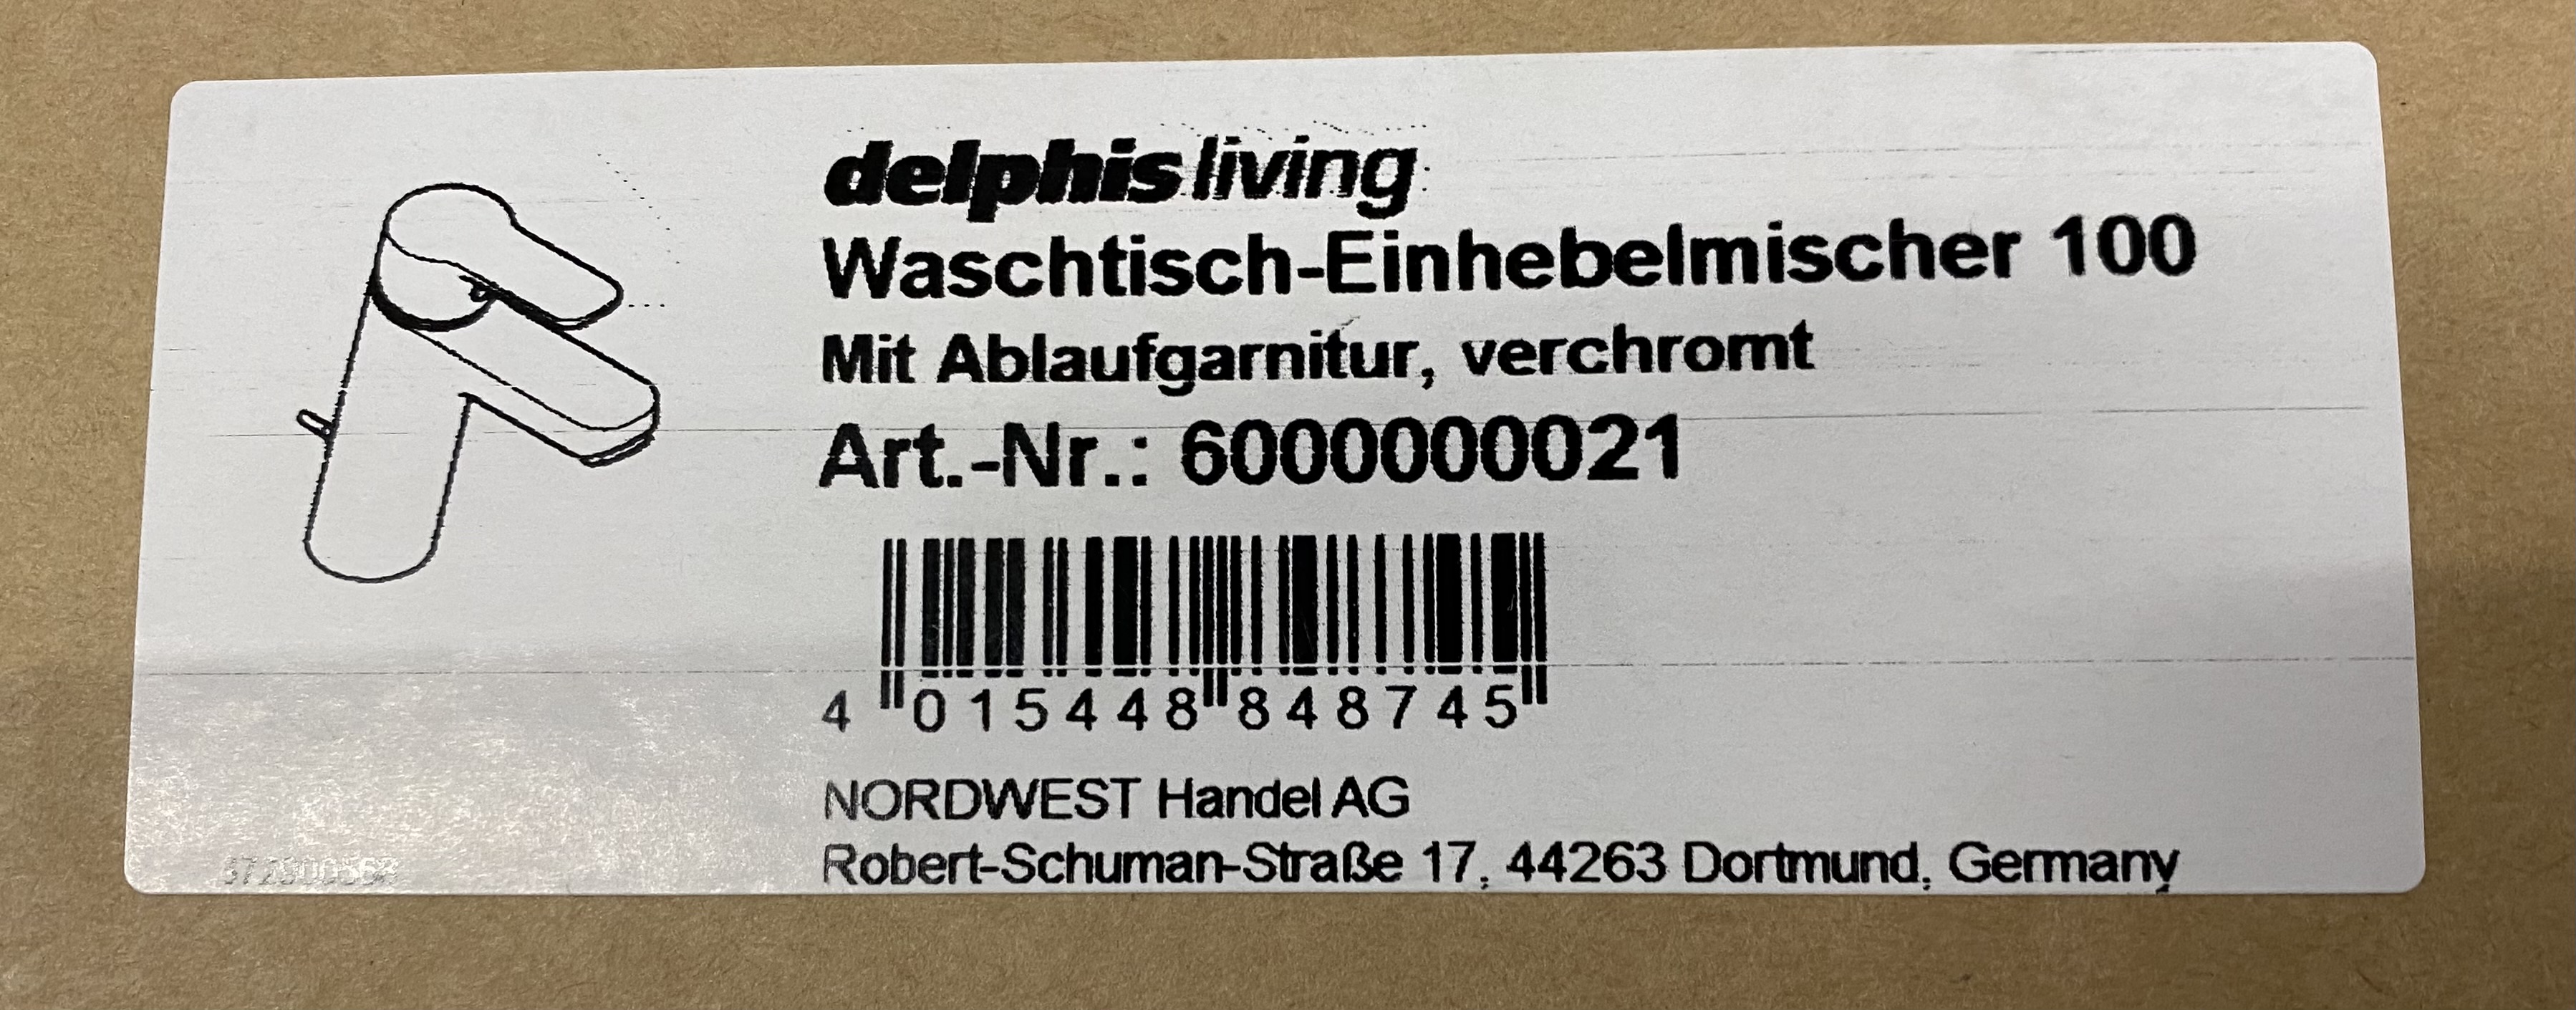 delphis living
Waschtisch-Einhebelmischer 100
Mit Ablaufgarnitur, verchromt
Art.-Nr.: 6000000021
4 015448 848745
NORDWEST Handel AG
Robert-Schuman-Straße 17, 44263 Dortmund, Germany